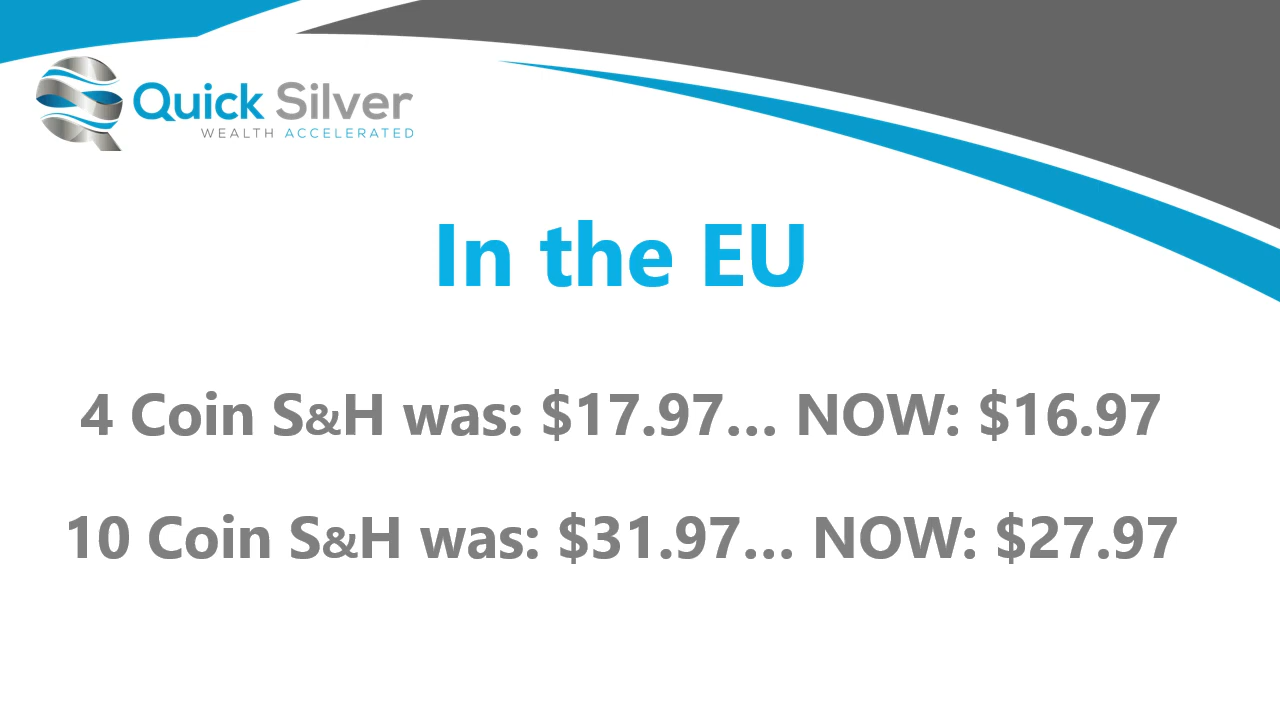 Quick Silver
WEALTH ACCELERATED
In the EU
4 Coin S&H was: $17.97... NOW: $16.97
10 Coin S&H was: $31.97... NOW: $27.97